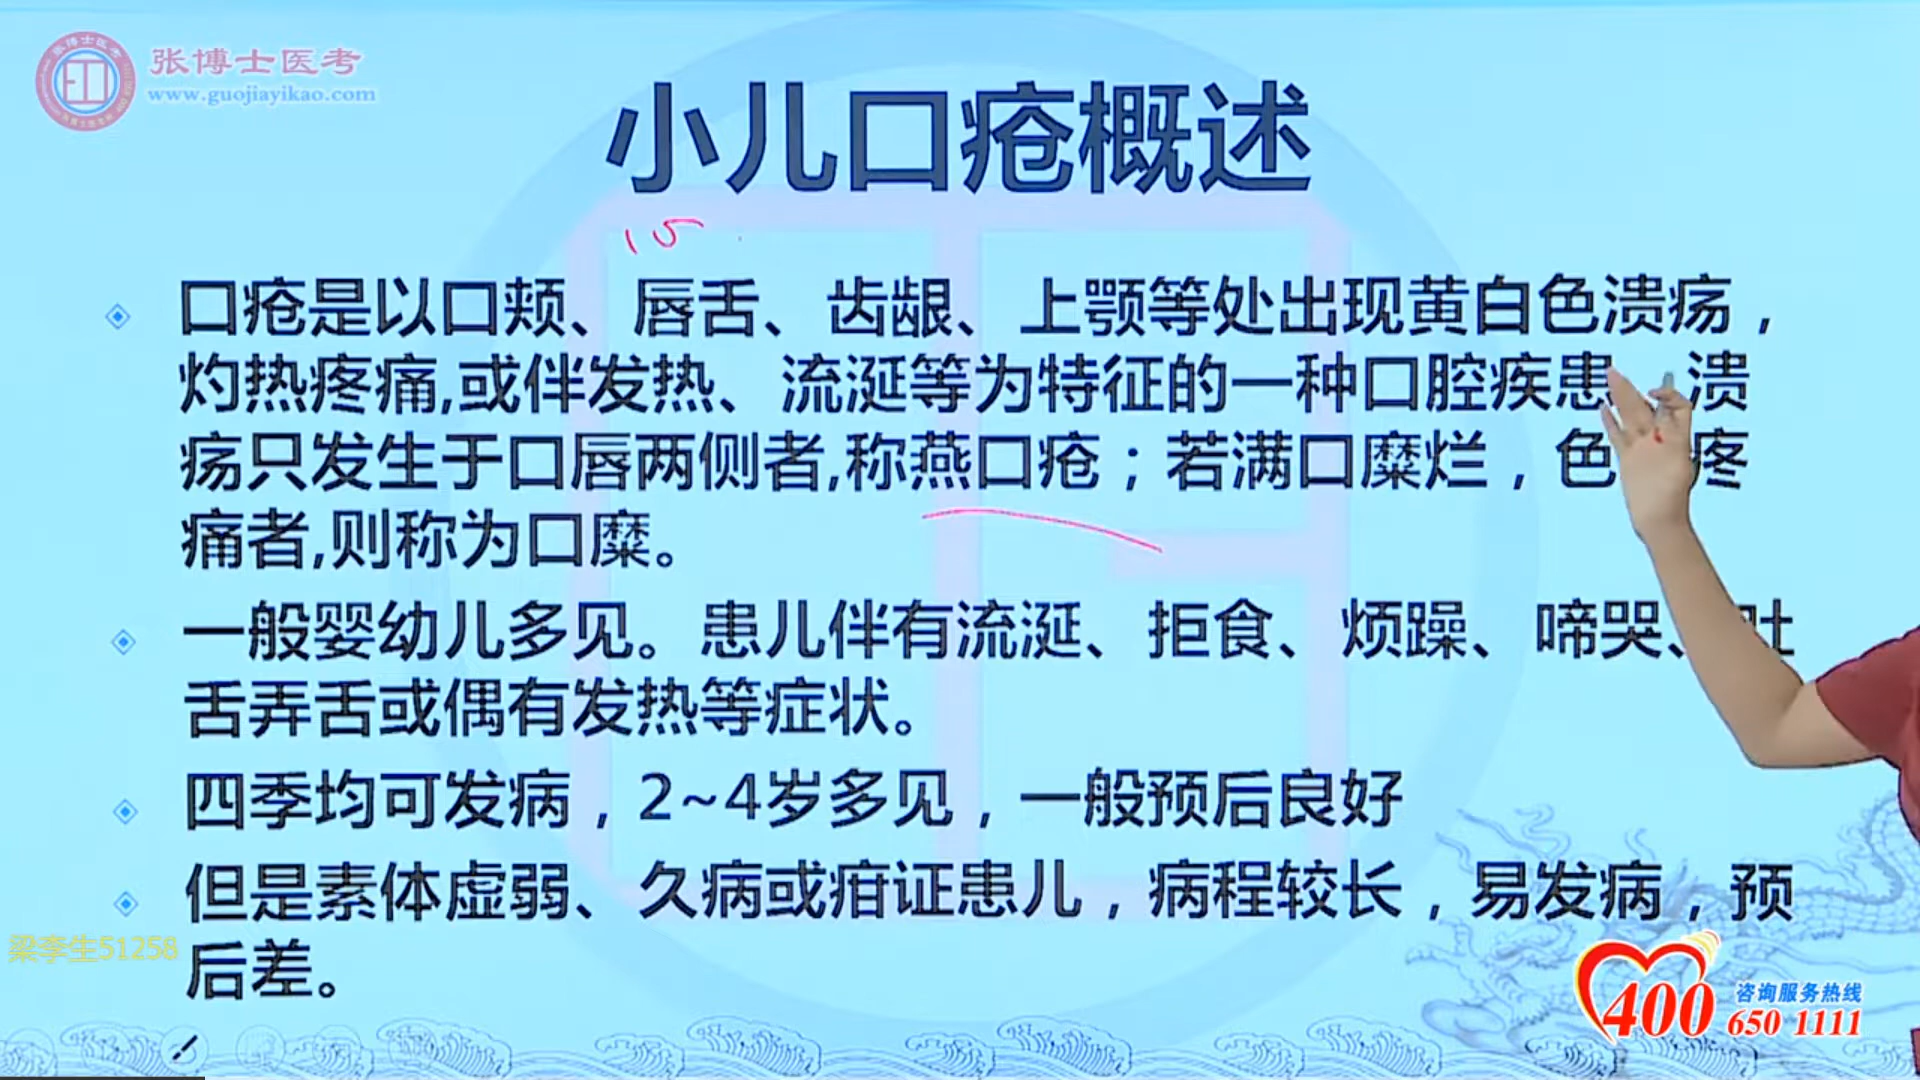 张博士医考
www.guojiayikao.com
小儿口疮概述
口疮是以口颊、唇舌、齿龈、上颚等处出现黄白色溃疡，
灼热疼痛,或伴发热、流涎等为特征的一种口腔疾患 溃
疡只发生于口唇两侧者,称燕口疮；若满口糜烂，色 疼
痛者,则称为口糜。
一般婴幼儿多见。患儿伴有流涎、拒食、烦躁、啼哭、吐
舌弄舌或偶有发热等症状。
四季均可发病，2~4岁多见，一般预后良好
但是素体虚弱、久病或疳证患儿，病程较长，易发病，预
后差。
梁李生51258
400 咨询服务热线
650 1111